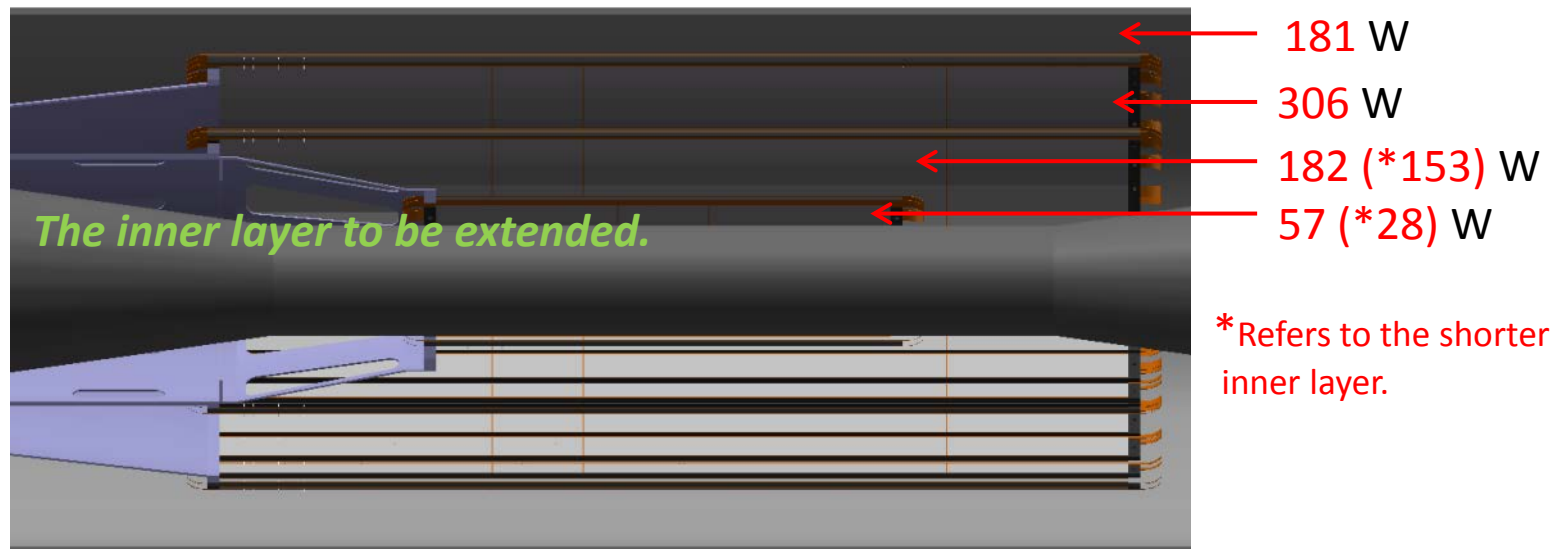 181 W
306 W
182 (*153) W
57 (*28) W
The inner layer to be extended.
*Refers to the shorter
inner layer.